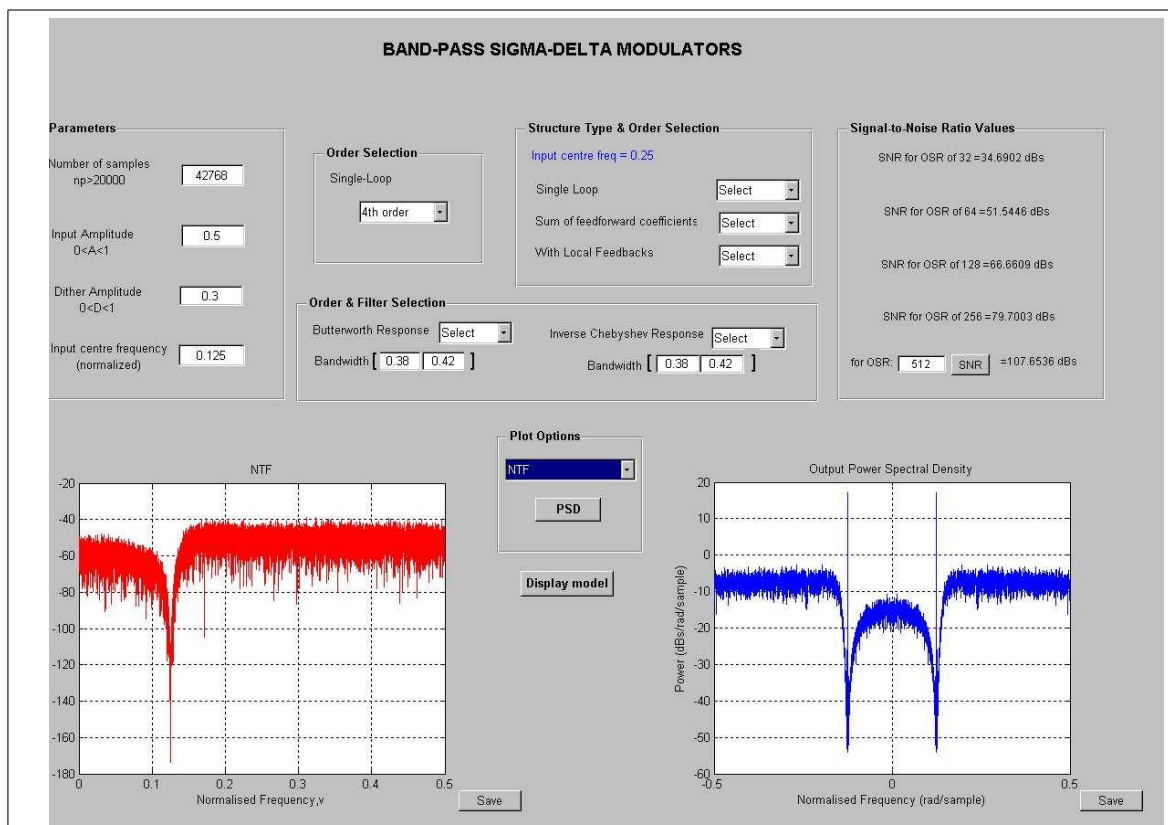 BAND-PASS SIGMA-DELTA MODULATORS
Parameters
Number of samples
np>20000
42768
Input Amplitude
0<A<1
0.5
Dither Amplitude
0<D<1
0.3
Input centre frequency
(normalized)
0.125
Order Selection
Single-Loop
4th order
Structure Type & Order Selection
Input centre freq = 0.25
Single Loop
Select
Sum of feedforward coefficients
Select
With Local Feedbacks
Select
Order & Filter Selection
Butterworth Response
Select
Bandwidth [ 0.38 0.42 ]
Inverse Chebyshev Response
Select
Bandwidth [ 0.38 0.42 ]
Signal-to-Noise Ratio Values
SNR for OSR of 32 =34.6902 dBs
SNR for OSR of 64 =51.5446 dBs
SNR for OSR of 128 =66.6609 dBs
SNR for OSR of 256 =79.7003 dBs
for OSR: 512 SNR =107.6536 dBs
Plot Options
NTF
PSD
Display model
NTF
-20
-40
-60
-80
-100
-120
-140
-160
-180
0 0.1 0.2 0.3 0.4 0.5
Normalised Frequency,v
Save
Output Power Spectral Density
Power (dBs/rad/sample)
20
10
0
-10
-20
-30
-40
-50
-60
-0.5 0 0.5
Normalised Frequency (rad/sample)
Save